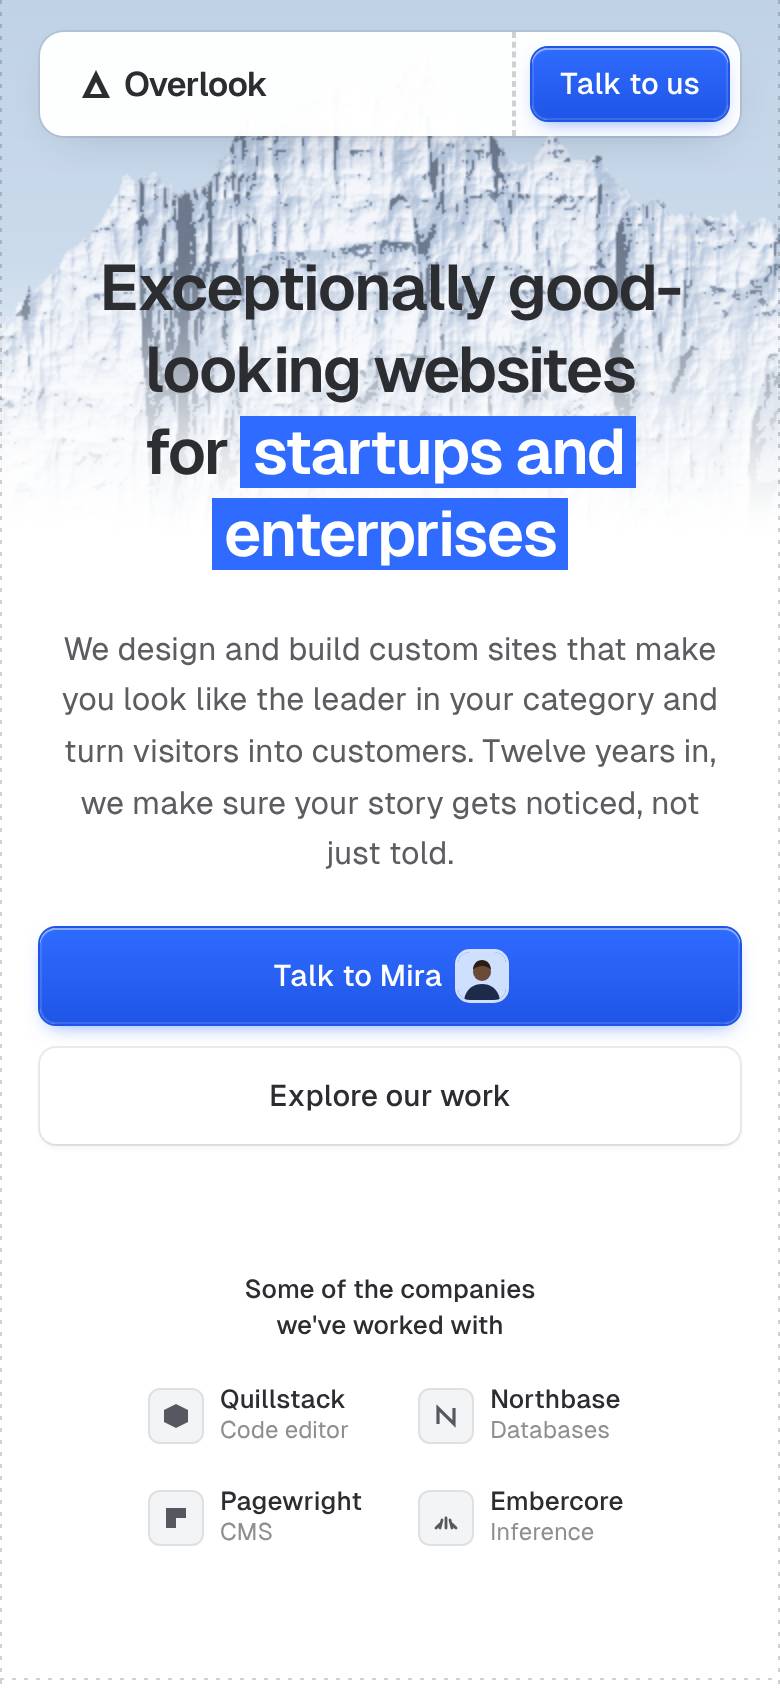 Overlook
Talk to us
Exceptionally good-
looking websites
for startups and
enterprises
We design and build custom sites that make
you look like the leader in your category and
turn visitors into customers. Twelve years in,
we make sure your story gets noticed, not
just told.
Talk to Mira
Explore our work
Some of the companies
we've worked with
Quillstack
Code editor
Northbase
Databases
Pagewright
CMS
Embercore
Inference